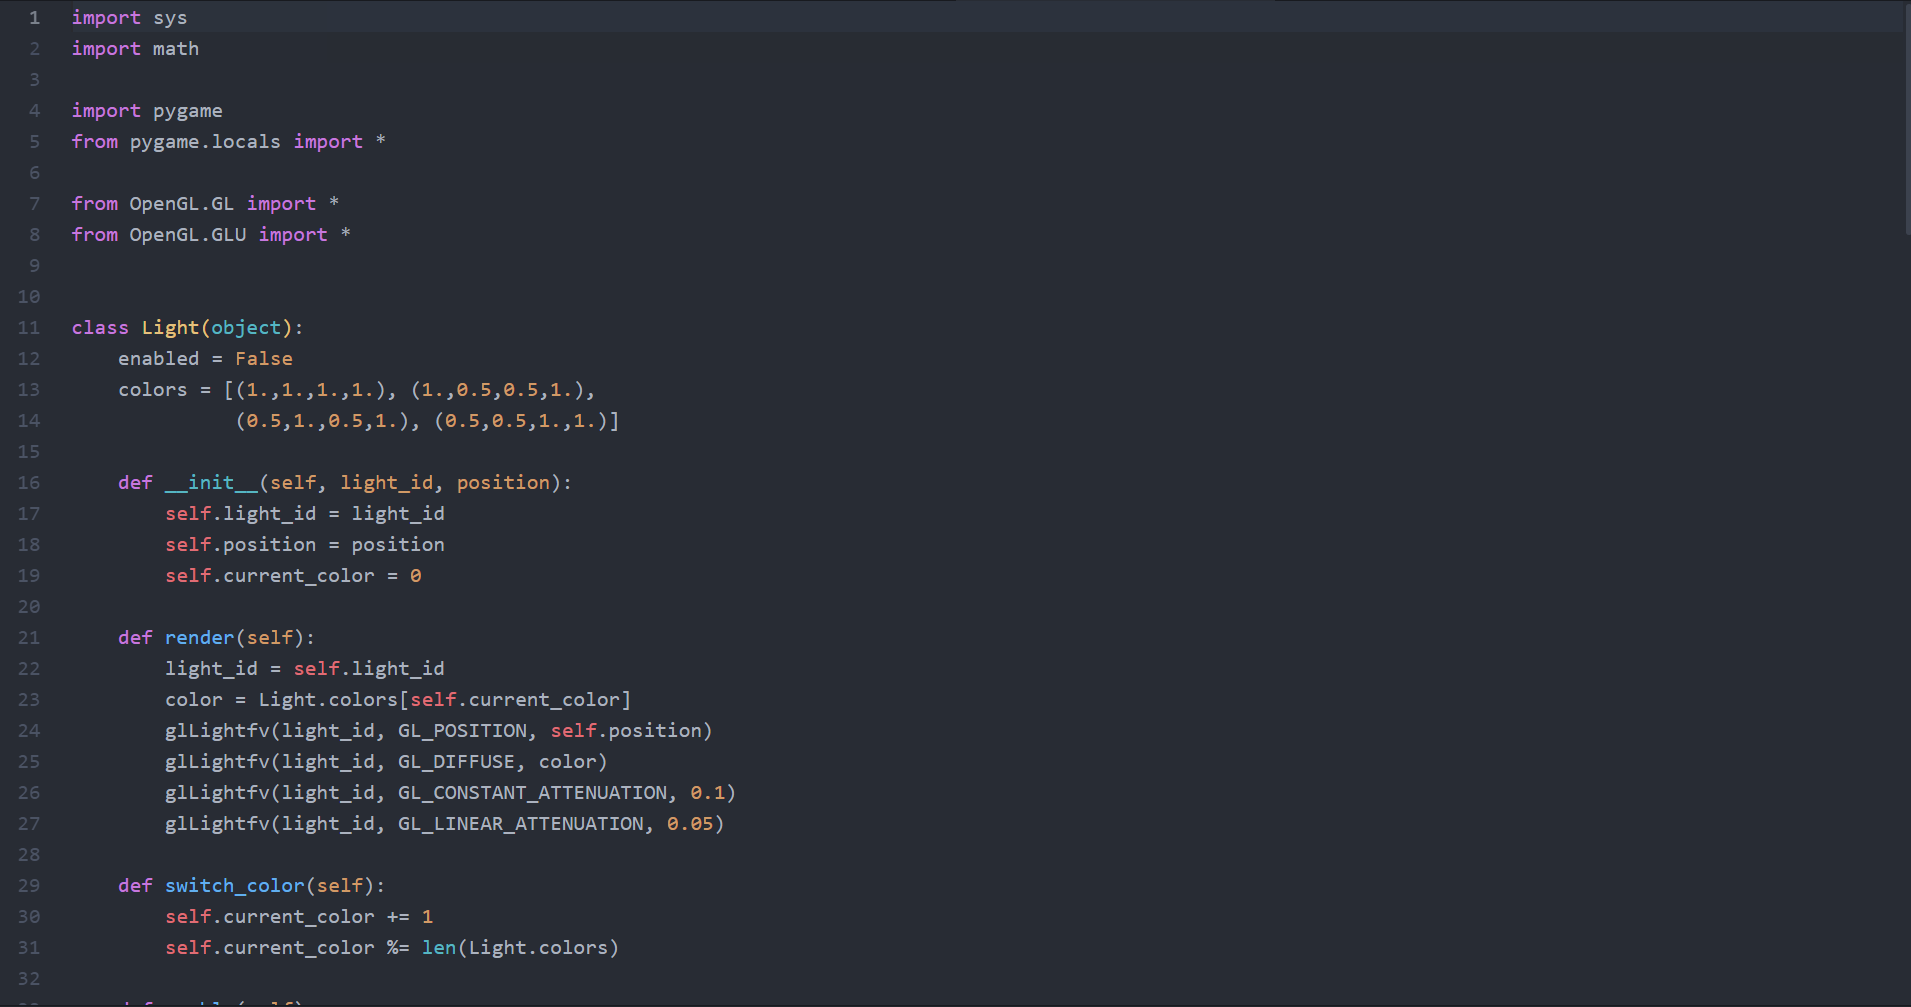 1 import sys
2 import math
3
4 import pygame
5 from pygame.locals import *
6
7 from OpenGL.GL import *
8 from OpenGL.GLU import *
9
10
11 class Light(object):
12     enabled = False
13     colors = [(1.,1.,1.,1.), (1.,0.5,0.5,1.),
14               (0.5,1.,0.5,1.), (0.5,0.5,1.,1.)]
15
16     def __init__(self, light_id, position):
17         self.light_id = light_id
18         self.position = position
19         self.current_color = 0
20
21     def render(self):
22         light_id = self.light_id
23         color = Light.colors[self.current_color]
24         glLightfv(light_id, GL_POSITION, self.position)
25         glLightfv(light_id, GL_DIFFUSE, color)
26         glLightfv(light_id, GL_CONSTANT_ATTENUATION, 0.1)
27         glLightfv(light_id, GL_LINEAR_ATTENUATION, 0.05)
28
29     def switch_color(self):
30         self.current_color += 1
31         self.current_color %= len(Light.colors)
32